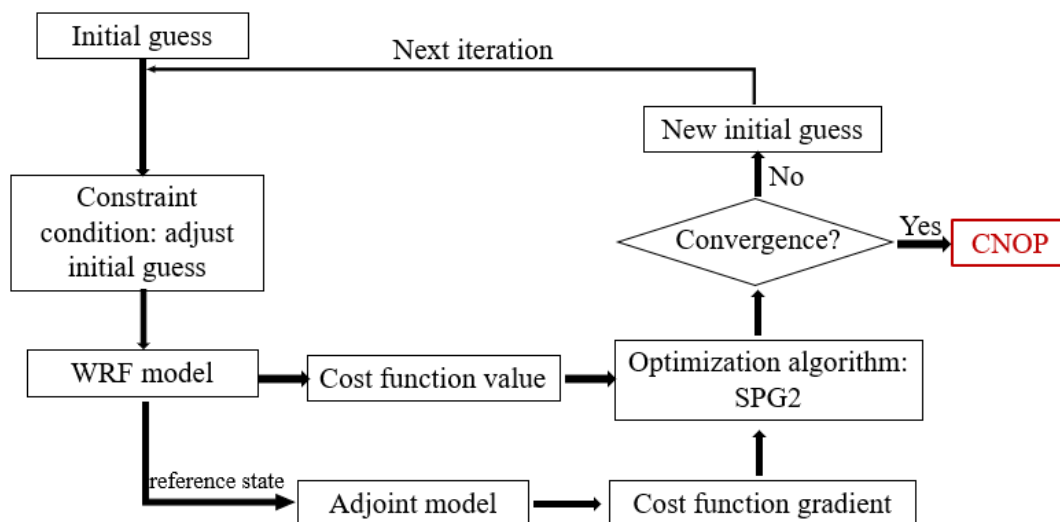 Initial guess
Next iteration
New initial guess
No
Constraint
condition: adjust
initial guess
Convergence?
Yes
CNOP
WRF model
Cost function value
Optimization algorithm:
SPG2
reference state
Adjoint model
Cost function gradient